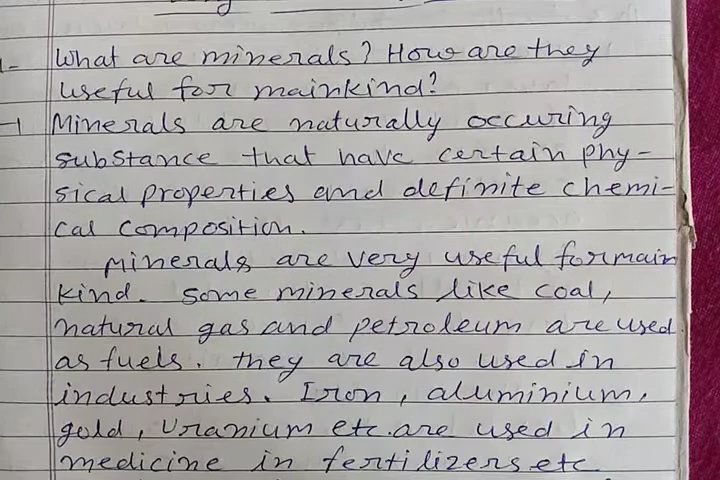 What are minerals? How are they
useful for mainkind?
Minerals are naturally occuring
substance that have certain phy-
sical properties and definite chemi-
cal composition.
Minerals are very useful for main
kind. Some minerals like coal,
natural gas and petroleum are used
as fuels. they are also used in
industries. Iron, aluminium,
gold, Uranium etc. are used in
medicine in fertilizers etc